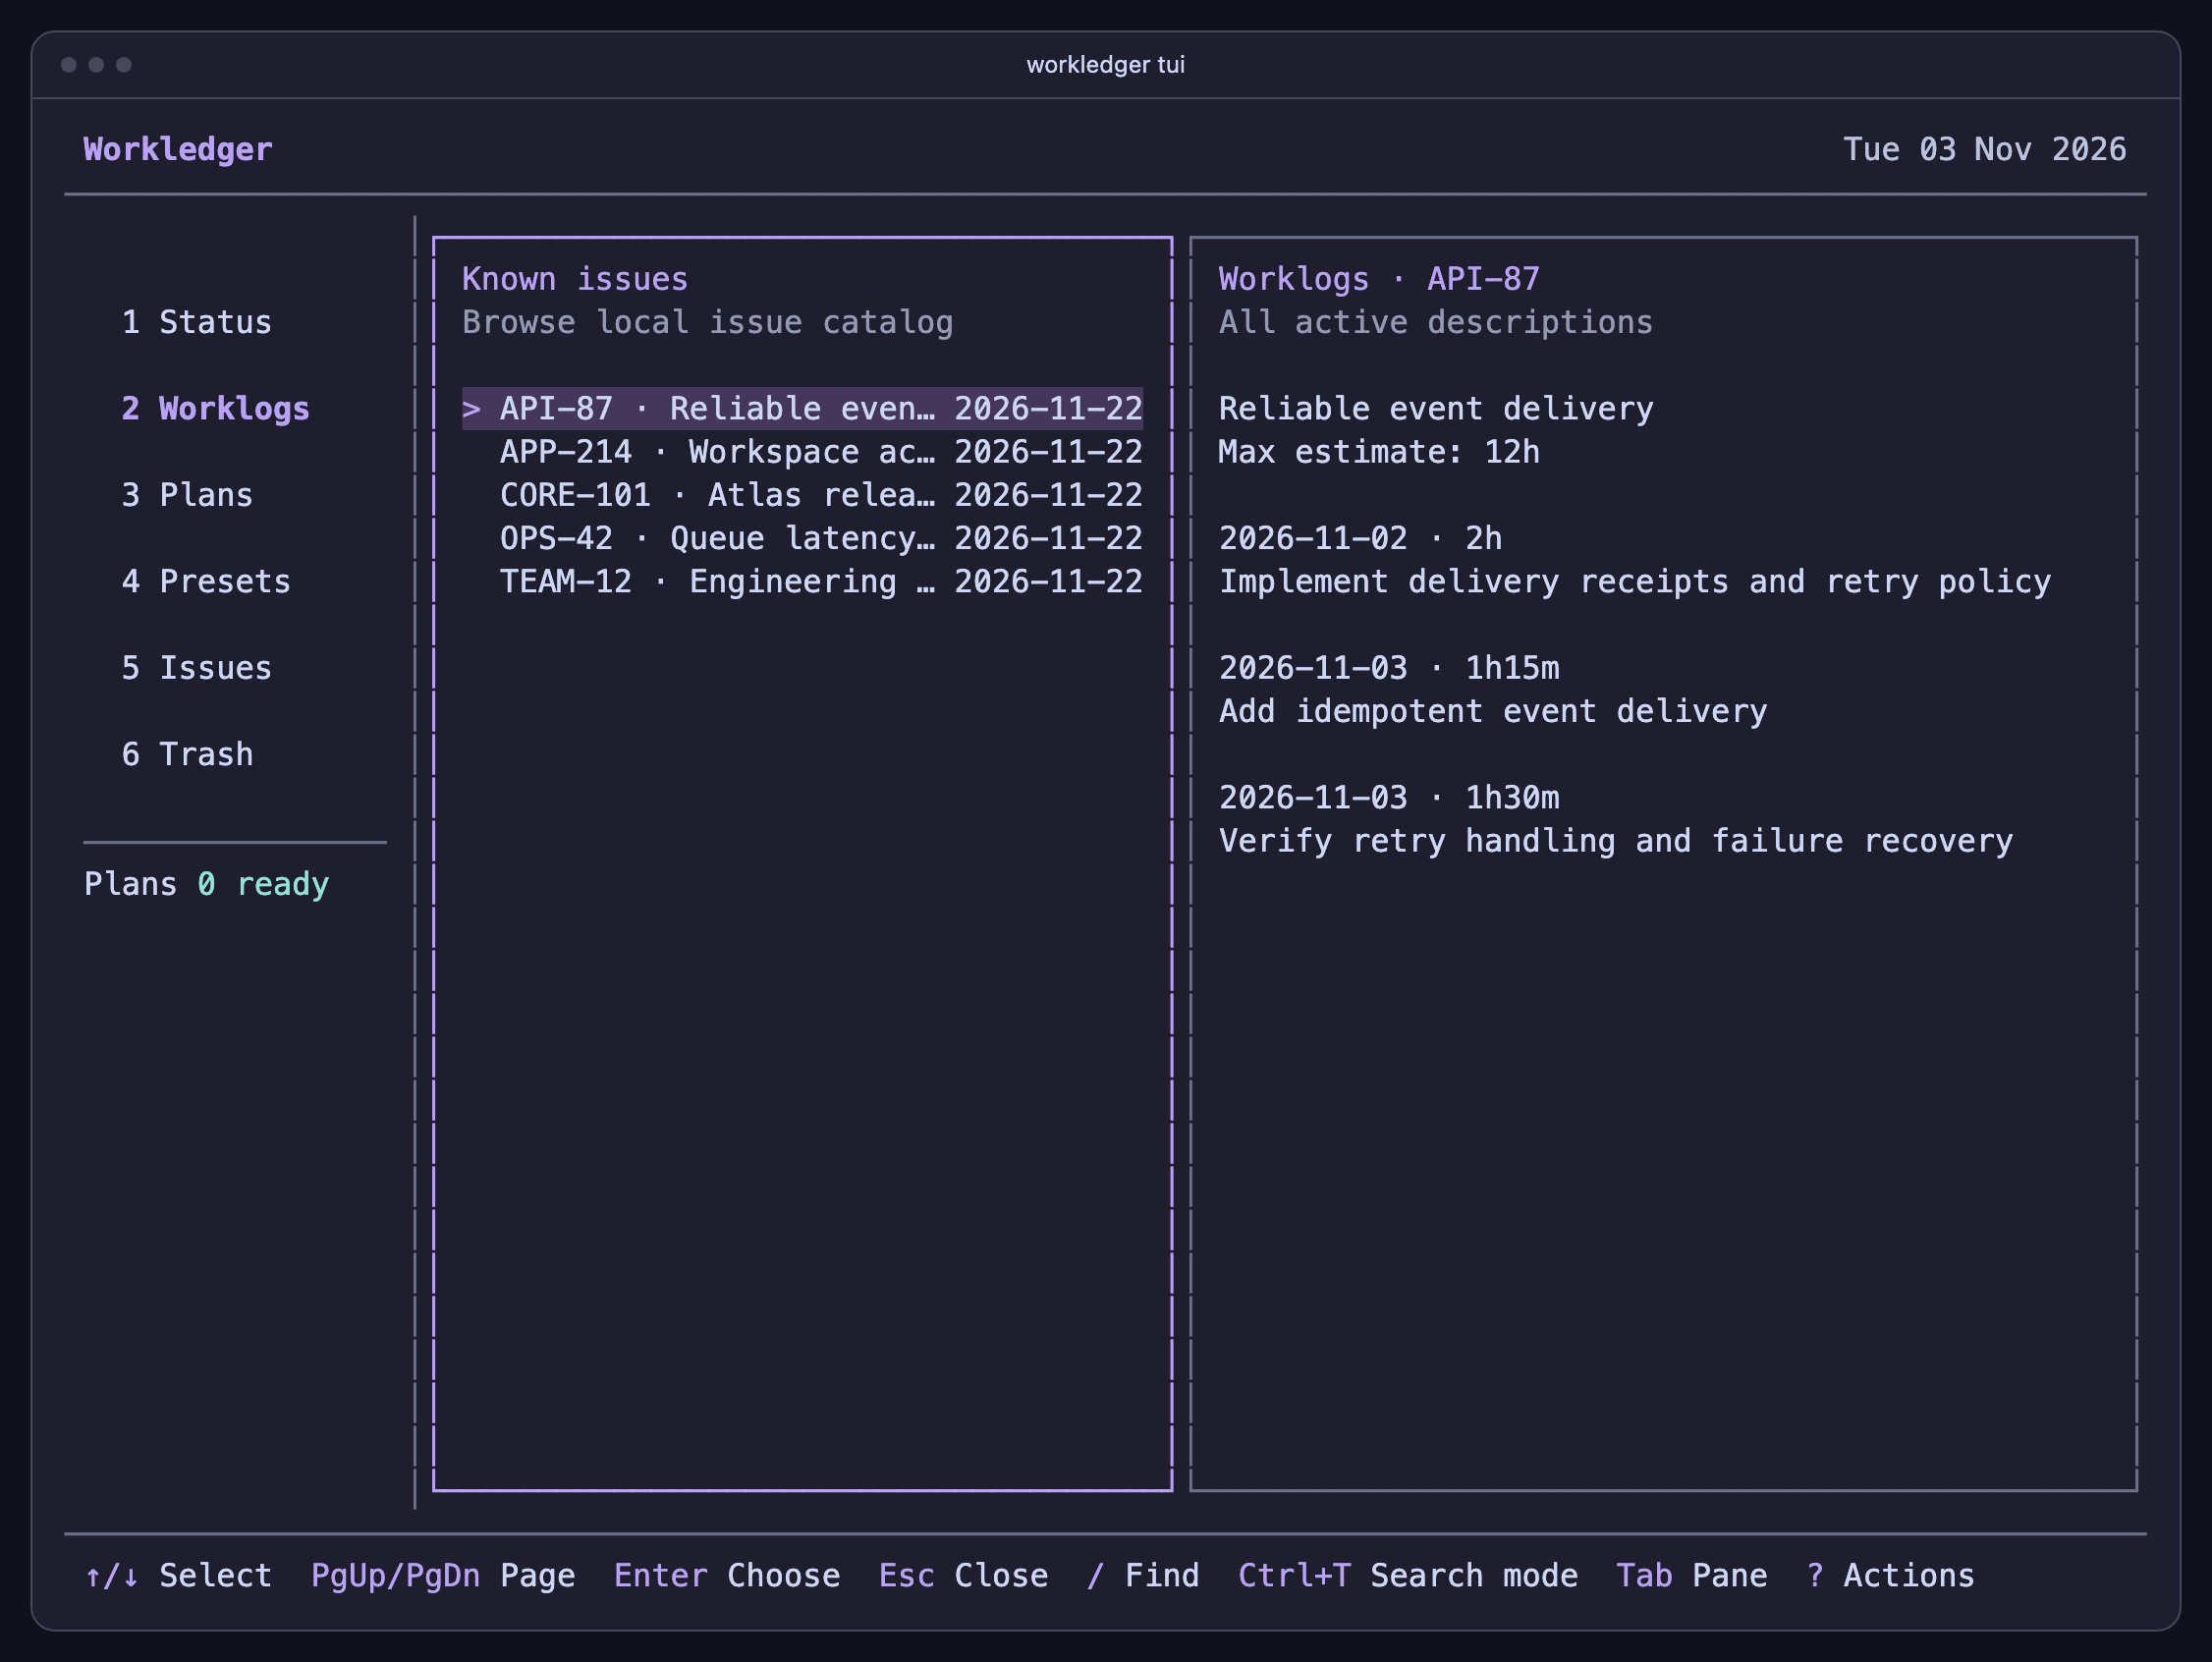 workledger tui
Workledger
Tue 03 Nov 2026
1 Status
2 Worklogs
3 Plans
4 Presets
5 Issues
6 Trash
Plans 0 ready
Known issues
Browse local issue catalog
> API-87 · Reliable even… 2026-11-22
APP-214 · Workspace ac… 2026-11-22
CORE-101 · Atlas relea… 2026-11-22
OPS-42 · Queue latency… 2026-11-22
TEAM-12 · Engineering … 2026-11-22
Worklogs · API-87
All active descriptions
Reliable event delivery
Max estimate: 12h
2026-11-02 · 2h
Implement delivery receipts and retry policy
2026-11-03 · 1h15m
Add idempotent event delivery
2026-11-03 · 1h30m
Verify retry handling and failure recovery
↑/↓ Select PgUp/PgDn Page Enter Choose Esc Close / Find Ctrl+T Search mode Tab Pane ? Actions